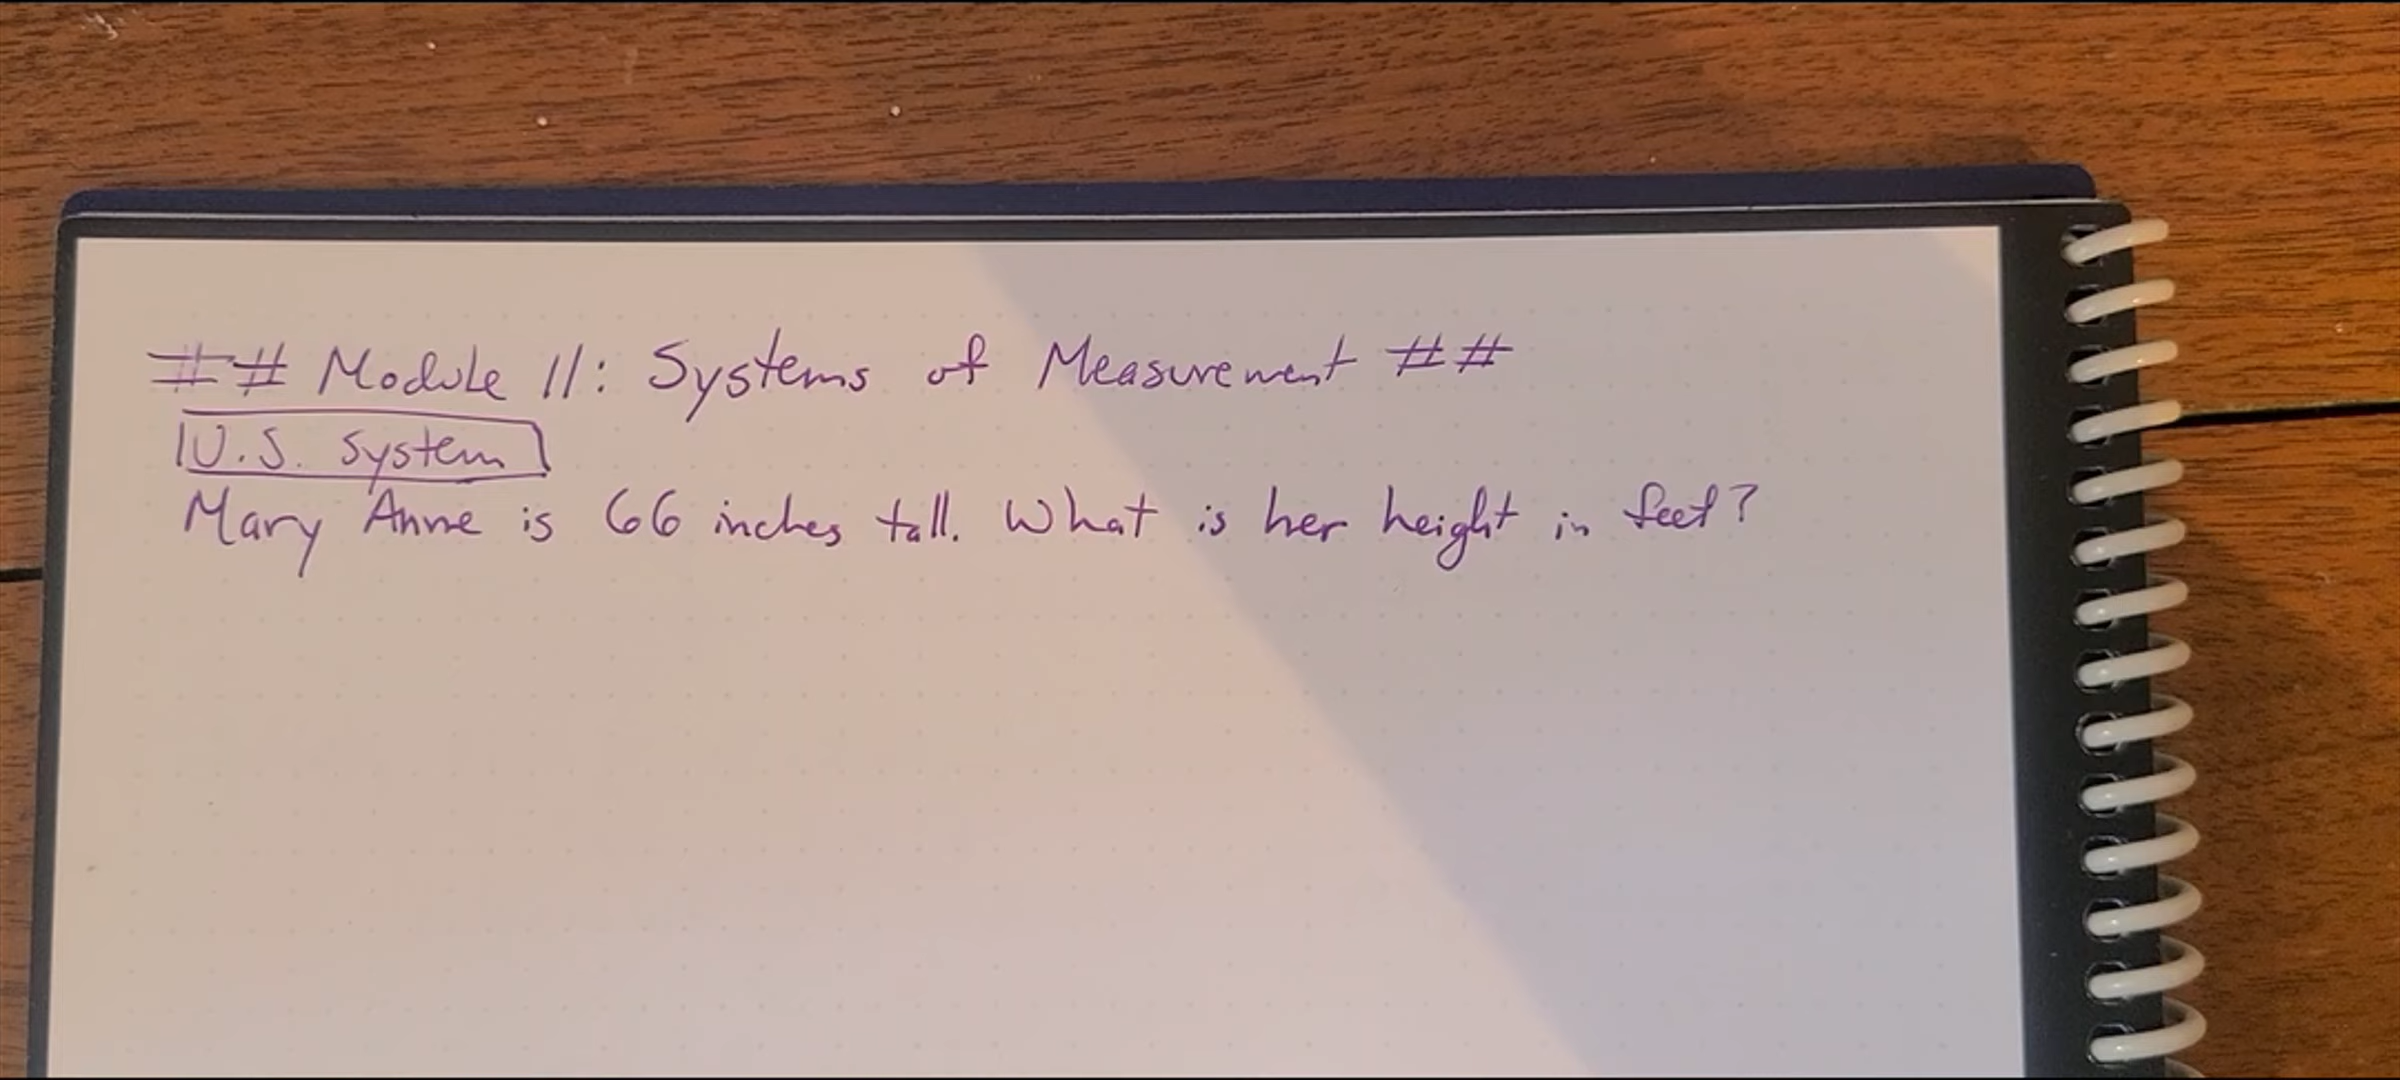 ## Module 11: Systems of Measurement ##
U.S. System
Mary Anne is 66 inches tall. What is her height in feet?